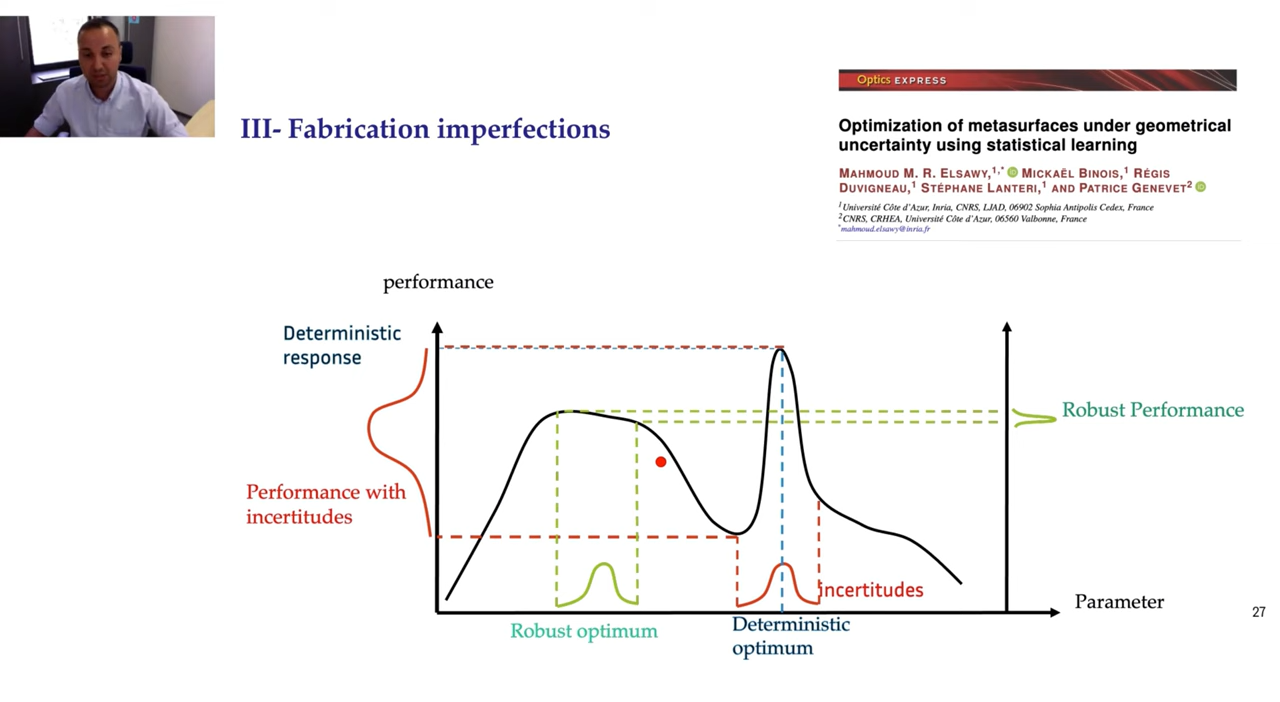 Optics EXPRESS
III- Fabrication imperfections
Optimization of metasurfaces under geometrical
uncertainty using statistical learning
MAHMOUD M. R. ELSAWY,1,* MICKAËL BINOIS,1 RÉGIS
DUVIGNEAU,1 STÉPHANE LANTERI,1 AND PATRICE GENEVET2
1Université Côte d'Azur, Inria, CNRS, LJAD, 06902 Sophia Antipolis Cedex, France
2CNRS, CRHEA, Université Côte d'Azur, 06560 Valbonne, France
*mahmoud.elsawy@inria.fr
performance
Deterministic
response
Robust Performance
Performance with
incertitudes
incertitudes
Parameter
27
Robust optimum
Deterministic
optimum